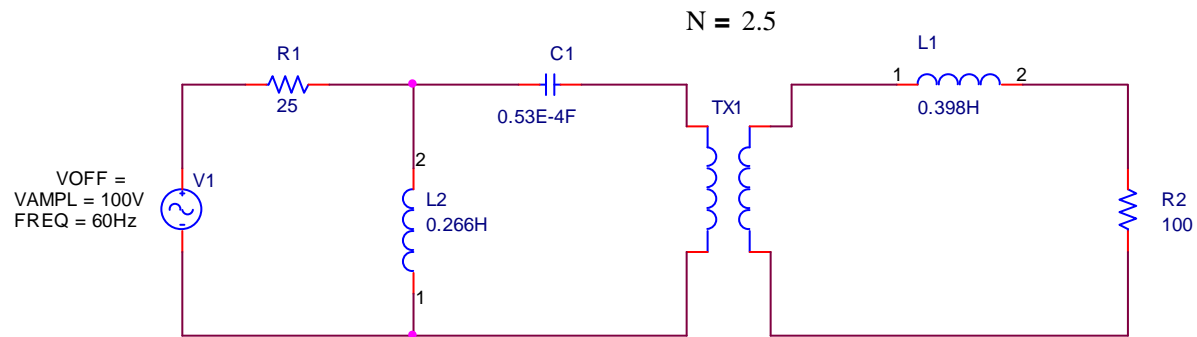 N = 2.5
R1
25
C1
0.53E-4F
L1
1
2
0.398H
TX1
VOFF =
VAMPL = 100V
FREQ = 60Hz
V1
2
L2
0.266H
1
R2
100